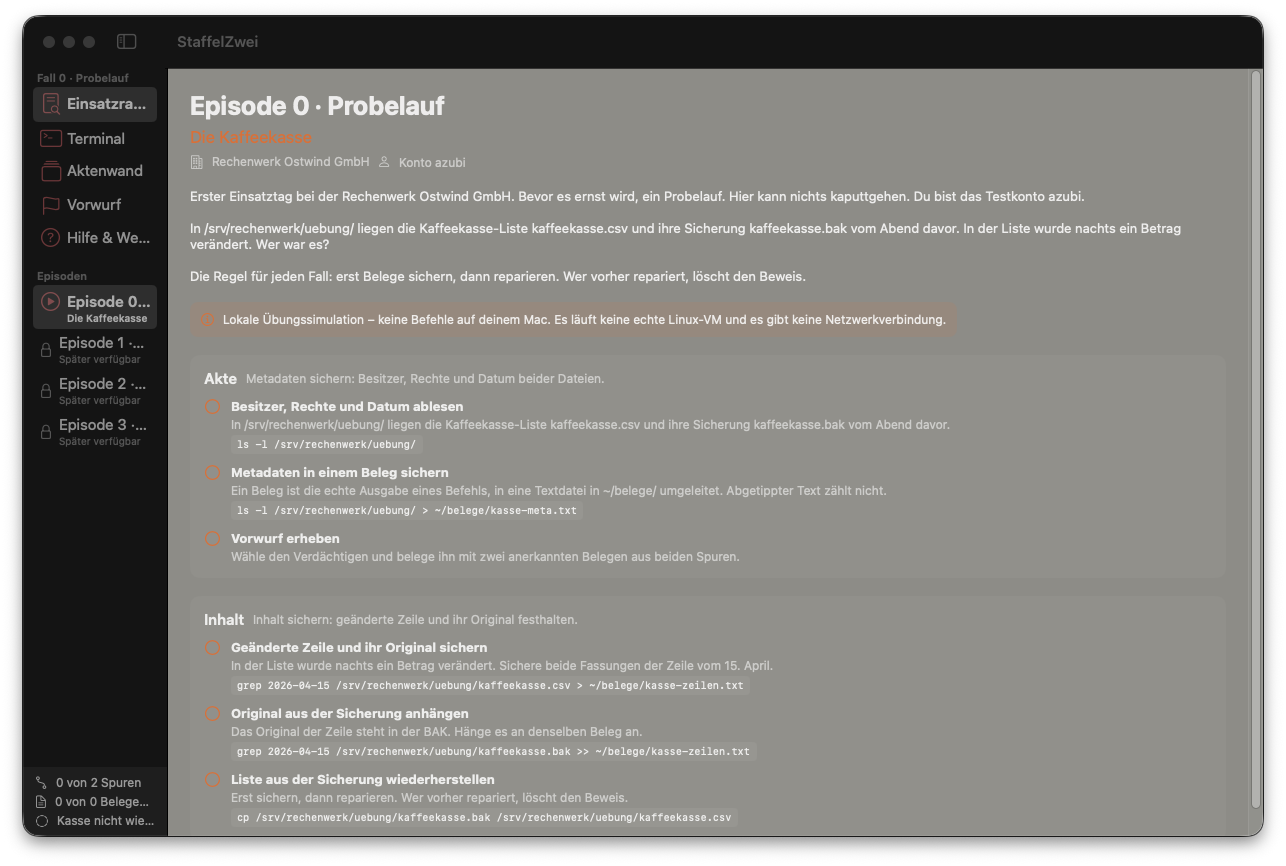 StaffelZwei
Fall 0 · Probelauf
Einsatzra...
Terminal
Aktenwand
Vorwurf
Hilfe & We...
Episoden
Episode 0...
Die Kaffeekasse
Episode 1 ·...
Später verfügbar
Episode 2 ·...
Später verfügbar
Episode 3 ·...
Später verfügbar
0 von 2 Spuren
0 von 0 Belege...
Kasse nicht wie...
Episode 0 · Probelauf
Die Kaffeekasse
Rechenwerk Ostwind GmbH Konto azubi
Erster Einsatztag bei der Rechenwerk Ostwind GmbH. Bevor es ernst wird, ein Probelauf. Hier kann nichts kaputtgehen. Du bist das Testkonto azubi.
In /srv/rechenwerk/uebung/ liegen die Kaffeekasse-Liste kaffeekasse.csv und ihre Sicherung kaffeekasse.bak vom Abend davor. In der Liste wurde nachts ein Betrag
verändert. Wer war es?
Die Regel für jeden Fall: erst Belege sichern, dann reparieren. Wer vorher repariert, löscht den Beweis.
Lokale Übungssimulation – keine Befehle auf deinem Mac. Es läuft keine echte Linux-VM und es gibt keine Netzwerkverbindung.
Akte Metadaten sichern: Besitzer, Rechte und Datum beider Dateien.
Besitzer, Rechte und Datum ablesen
In /srv/rechenwerk/uebung/ liegen die Kaffeekasse-Liste kaffeekasse.csv und ihre Sicherung kaffeekasse.bak vom Abend davor.
ls -l /srv/rechenwerk/uebung/
Metadaten in einem Beleg sichern
Ein Beleg ist die echte Ausgabe eines Befehls, in eine Textdatei in ~/belege/ umgeleitet. Abgetippter Text zählt nicht.
ls -l /srv/rechenwerk/uebung/ > ~/belege/kasse-meta.txt
Vorwurf erheben
Wähle den Verdächtigen und belege ihn mit zwei anerkannten Belegen aus beiden Spuren.
Inhalt Inhalt sichern: geänderte Zeile und ihr Original festhalten.
Geänderte Zeile und ihr Original sichern
In der Liste wurde nachts ein Betrag verändert. Sichere beide Fassungen der Zeile vom 15. April.
grep 2026-04-15 /srv/rechenwerk/uebung/kaffeekasse.csv > ~/belege/kasse-zeilen.txt
Original aus der Sicherung anhängen
Das Original der Zeile steht in der BAK. Hänge es an denselben Beleg an.
grep 2026-04-15 /srv/rechenwerk/uebung/kaffeekasse.bak >> ~/belege/kasse-zeilen.txt
Liste aus der Sicherung wiederherstellen
Erst sichern, dann reparieren. Wer vorher repariert, löscht den Beweis.
cp /srv/rechenwerk/uebung/kaffeekasse.bak /srv/rechenwerk/uebung/kaffeekasse.csv